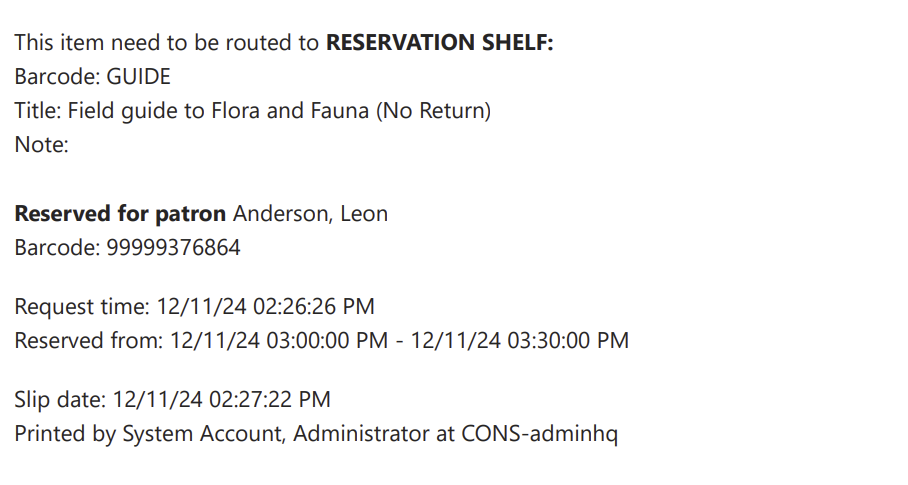 This item need to be routed to RESERVATION SHELF:
Barcode: GUIDE
Title: Field guide to Flora and Fauna (No Return)
Note:
Reserved for patron Anderson, Leon
Barcode: 99999376864
Request time: 12/11/24 02:26:26 PM
Reserved from: 12/11/24 03:00:00 PM - 12/11/24 03:30:00 PM
Slip date: 12/11/24 02:27:22 PM
Printed by System Account, Administrator at CONS-adminhq